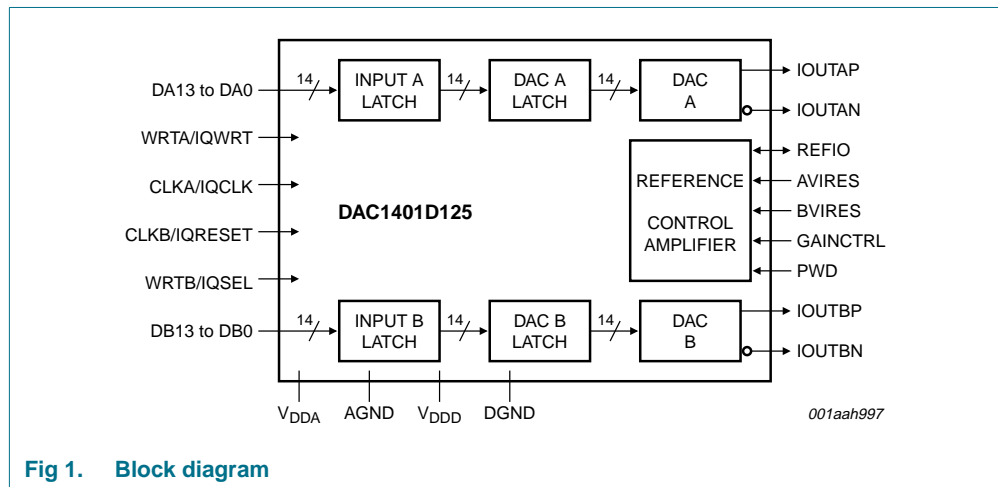 14 14 14
INPUT A LATCH
DAC A LATCH
DAC A
IOUTAP
DA13 to DA0
IOUTAN
WRTA/IQWRT
REFIO
CLKA/IQCLK
REFERENCE
AVIRES
DAC1401D125
BVIRES
CLKB/IQRESET
CONTROL AMPLIFIER
GAINCTRL
WRTB/IQSEL
PWD
14 14 14
INPUT B LATCH
DAC B LATCH
DAC B
IOUTBP
DB13 to DB0
IOUTBN
VDDA AGND VDDD DGND
001aah997
Fig 1. Block diagram